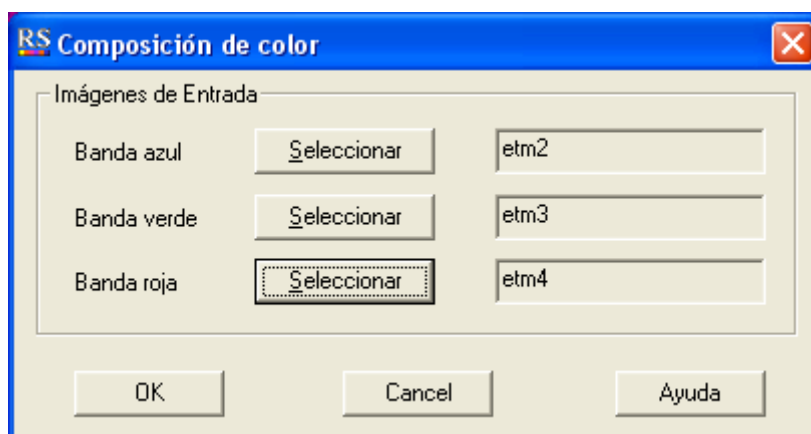 RS Composición de color
Imágenes de Entrada
Banda azul Seleccionar etm2
Banda verde Seleccionar etm3
Banda roja Seleccionar etm4
OK Cancel Ayuda